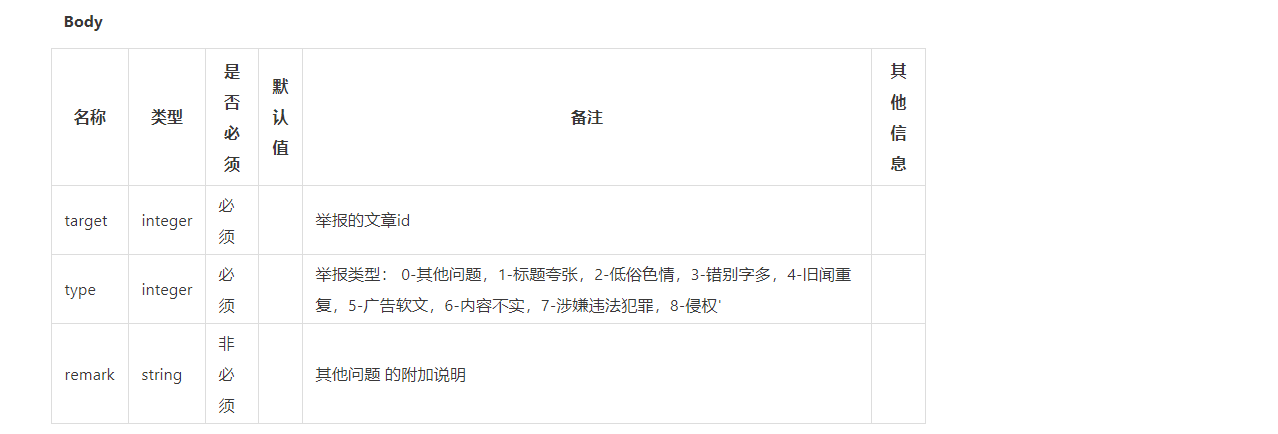 Body
名称 类型 是否必须 默认值 备注 其他信息
target integer 必须 举报的文章id
type integer 必须 举报类型： 0-其他问题，1-标题夸张，2-低俗色情，3-错别字多，4-旧闻重
复，5-广告软文，6-内容不实，7-涉嫌违法犯罪，8-侵权'
remark string 非必须 其他问题 的附加说明